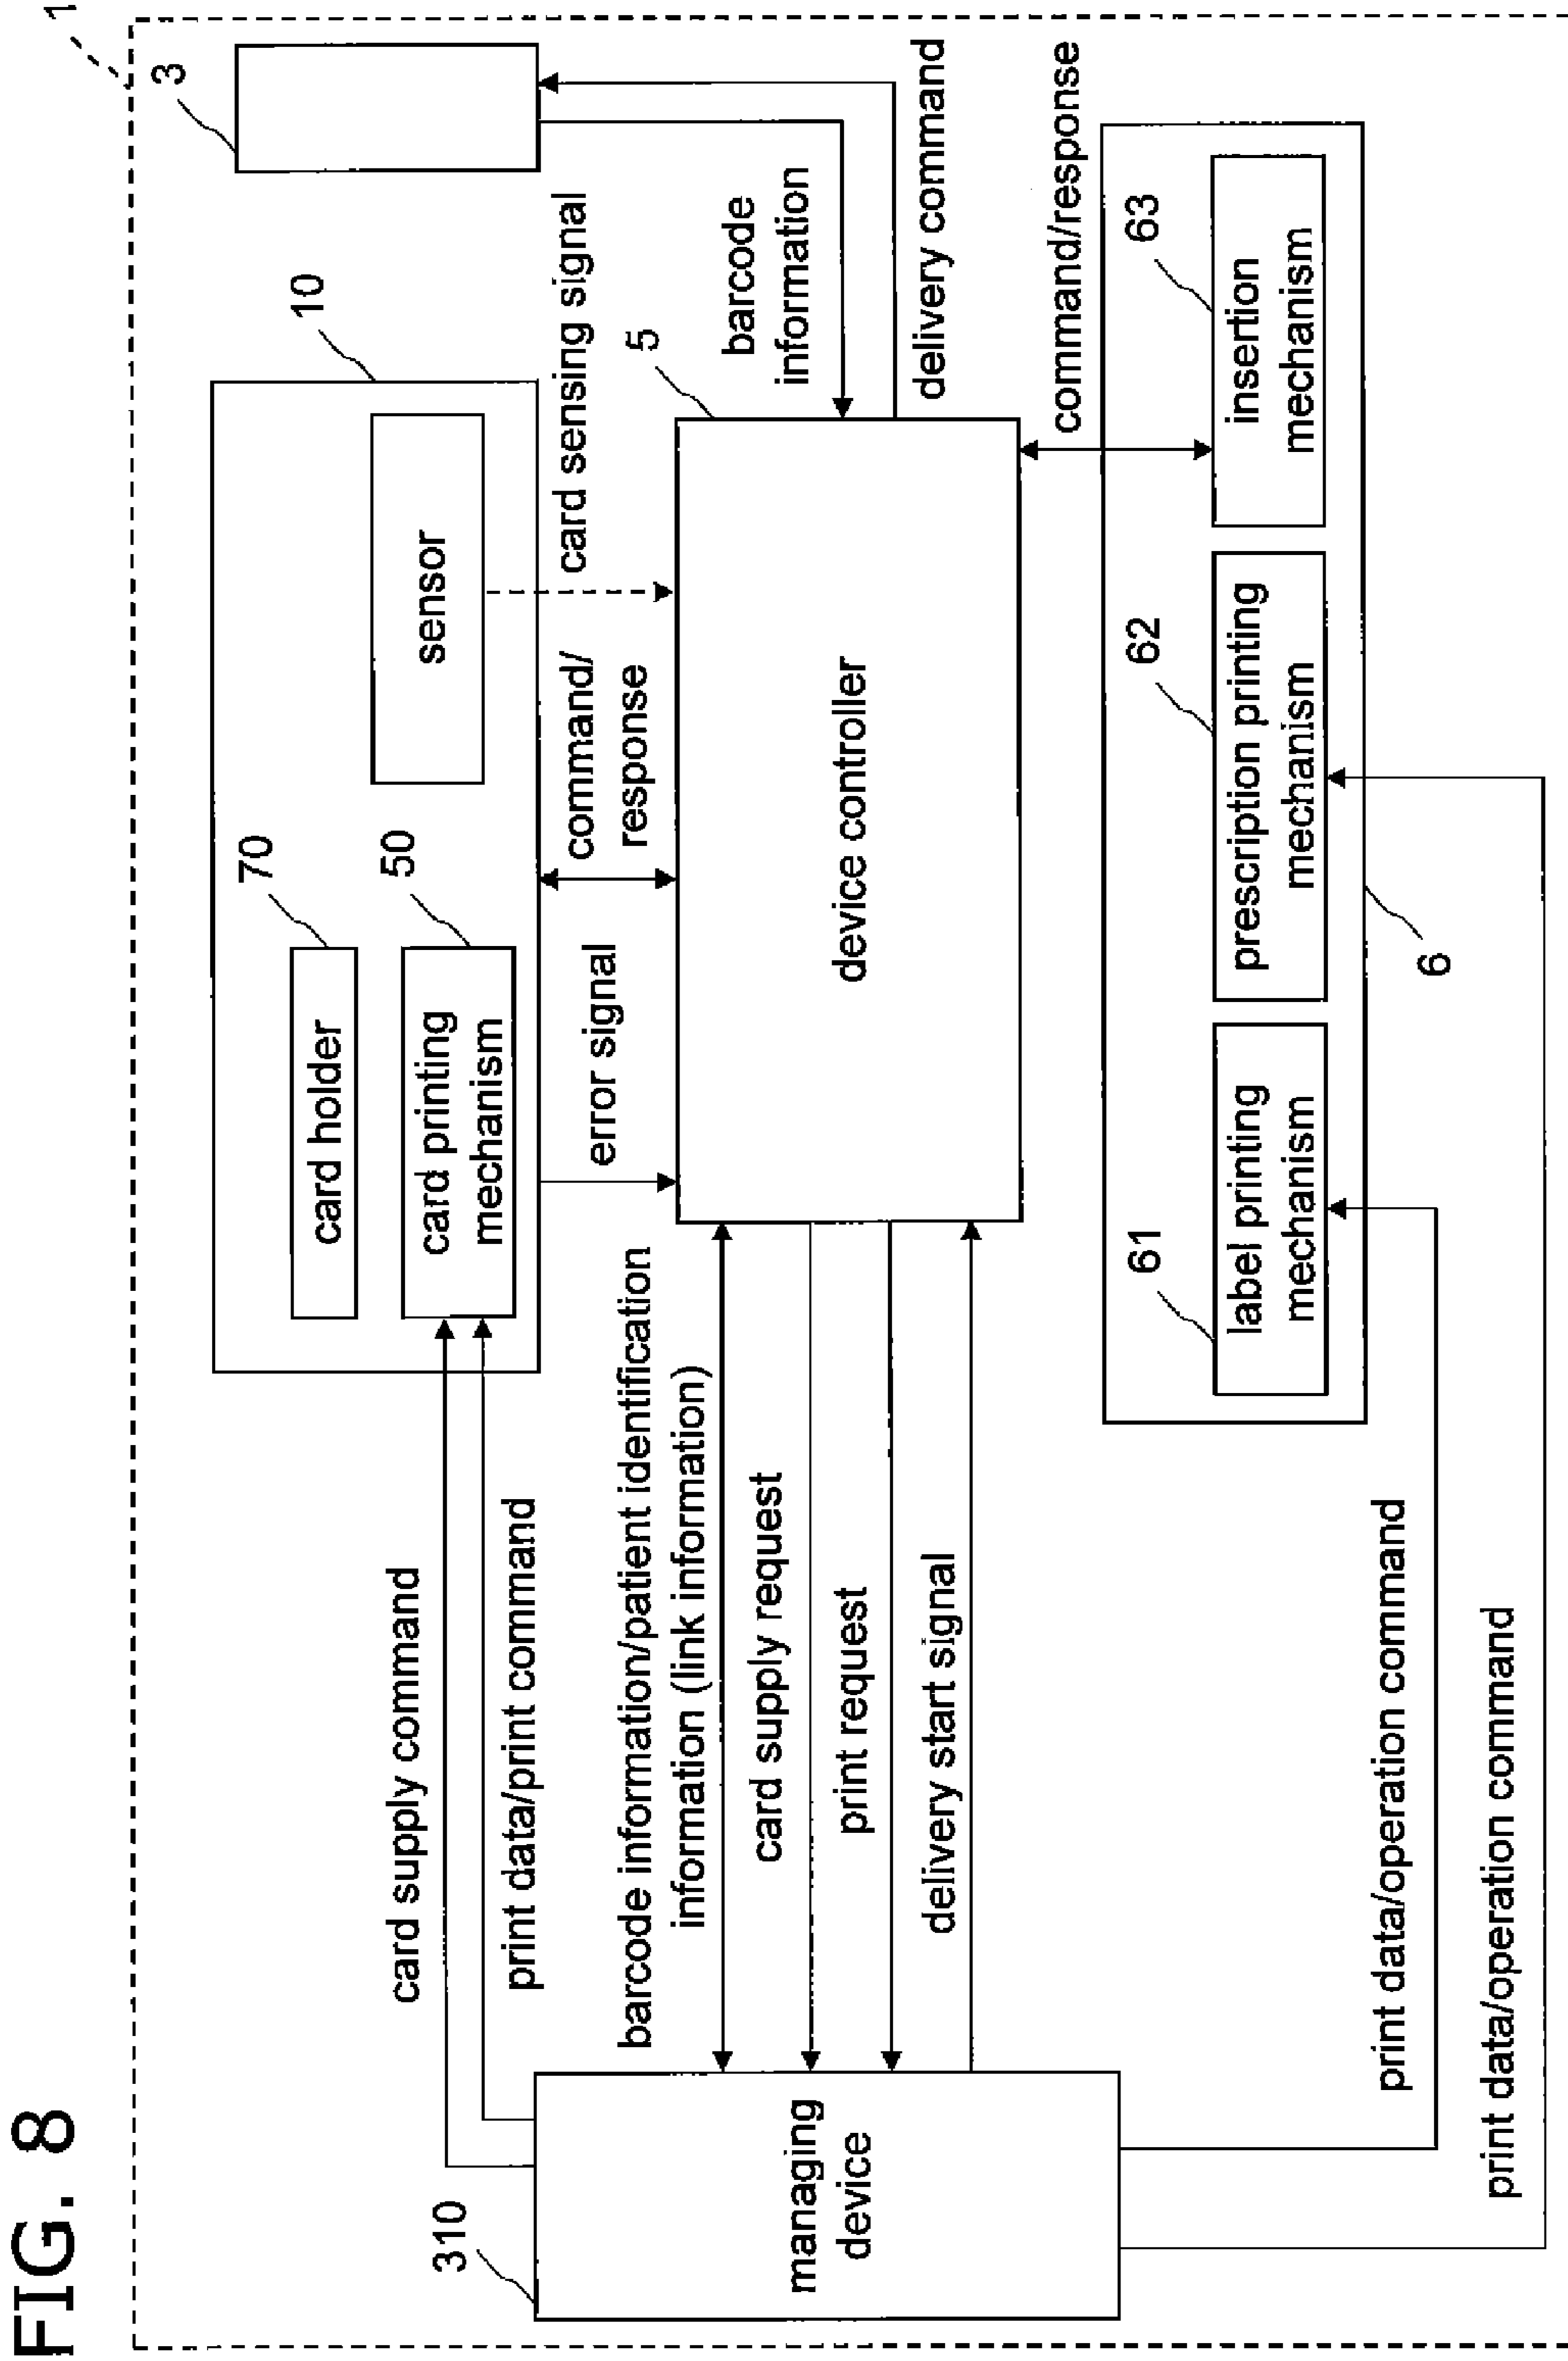 FIG. 8
1
3
10
70
card holder
50
card printing
mechanism
sensor
card supply command
print data/print command
error signal
command/
response
card sensing signal
barcode information/patient identification
information (link information)
card supply request
print request
delivery start signal
310
managing
device
5
device controller
barcode
information
delivery command
command/response
61
label printing
mechanism
62
prescription printing
mechanism
63
insertion
mechanism
6
print data/operation command
print data/operation command